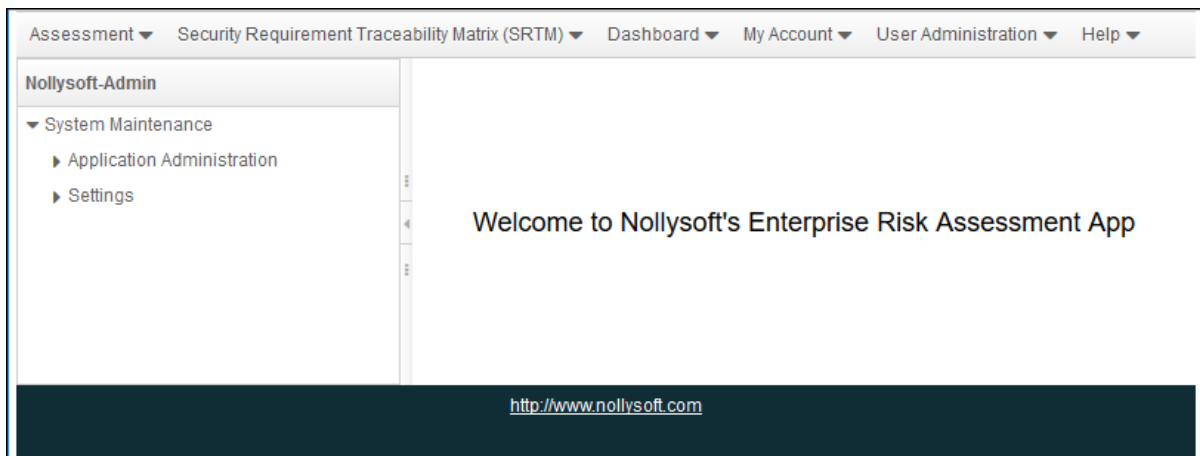 Assessment Security Requirement Traceability Matrix (SRTM) Dashboard My Account User Administration Help
Nollysoft-Admin
System Maintenance
Application Administration
Settings
Welcome to Nollysoft's Enterprise Risk Assessment App
http://www.nollysoft.com